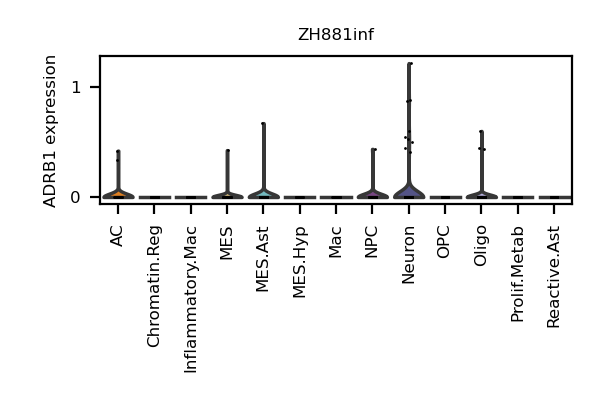 ZH881inf
ADRB1 expression
1
0
AC
Chromatin.Reg
Inflammatory.Mac
MES
MES.Ast
MES.Hyp
Mac
NPC
Neuron
OPC
Oligo
Prolif.Metab
Reactive.Ast